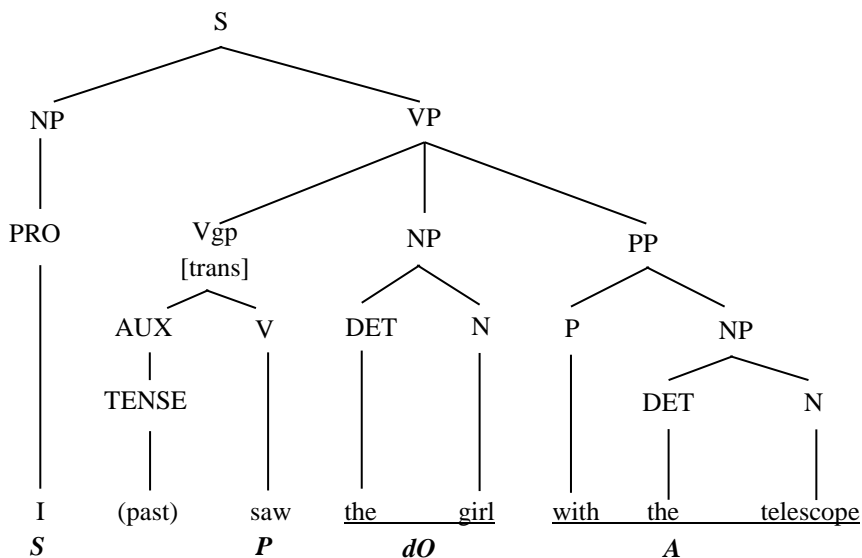 S
NP VP
PRO Vgp NP PP
[trans]
AUX V DET N P NP
TENSE DET N
I (past) saw the girl with the telescope
S P dO A